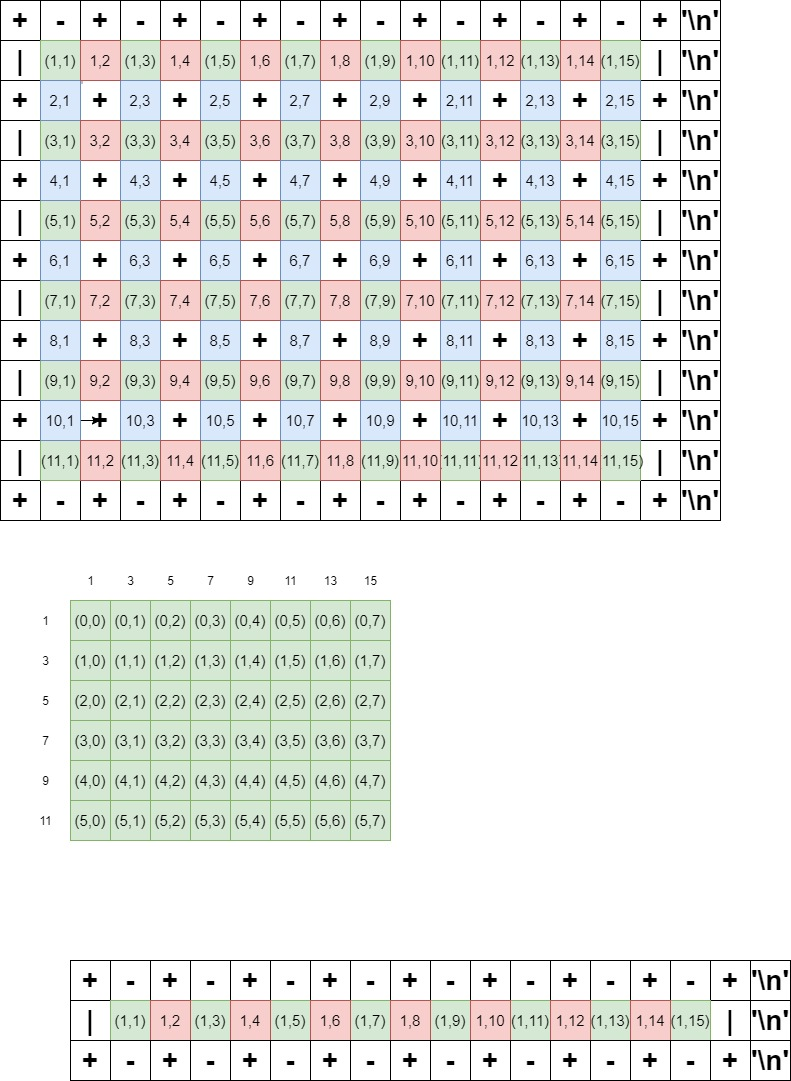 + - + - + - + - + - + - + - + - + '\n'
| (1,1) 1,2 (1,3) 1,4 (1,5) 1,6 (1,7) 1,8 (1,9) 1,10 (1,11) 1,12 (1,13) 1,14 (1,15) | '\n'
+ 2,1 + 2,3 + 2,5 + 2,7 + 2,9 + 2,11 + 2,13 + 2,15 + '\n'
| (3,1) 3,2 (3,3) 3,4 (3,5) 3,6 (3,7) 3,8 (3,9) 3,10 (3,11) 3,12 (3,13) 3,14 (3,15) | '\n'
+ 4,1 + 4,3 + 4,5 + 4,7 + 4,9 + 4,11 + 4,13 + 4,15 + '\n'
| (5,1) 5,2 (5,3) 5,4 (5,5) 5,6 (5,7) 5,8 (5,9) 5,10 (5,11) 5,12 (5,13) 5,14 (5,15) | '\n'
+ 6,1 + 6,3 + 6,5 + 6,7 + 6,9 + 6,11 + 6,13 + 6,15 + '\n'
| (7,1) 7,2 (7,3) 7,4 (7,5) 7,6 (7,7) 7,8 (7,9) 7,10 (7,11) 7,12 (7,13) 7,14 (7,15) | '\n'
+ 8,1 + 8,3 + 8,5 + 8,7 + 8,9 + 8,11 + 8,13 + 8,15 + '\n'
| (9,1) 9,2 (9,3) 9,4 (9,5) 9,6 (9,7) 9,8 (9,9) 9,10 (9,11) 9,12 (9,13) 9,14 (9,15) | '\n'
+ 10,1 + 10,3 + 10,5 + 10,7 + 10,9 + 10,11 + 10,13 + 10,15 + '\n'
| (11,1) 11,2 (11,3) 11,4 (11,5) 11,6 (11,7) 11,8 (11,9) 11,10 (11,11) 11,12 (11,13) 11,14 (11,15) | '\n'
+ - + - + - + - + - + - + - + - + '\n'
1 3 5 7 9 11 13 15
1 (0,0) (0,1) (0,2) (0,3) (0,4) (0,5) (0,6) (0,7)
3 (1,0) (1,1) (1,2) (1,3) (1,4) (1,5) (1,6) (1,7)
5 (2,0) (2,1) (2,2) (2,3) (2,4) (2,5) (2,6) (2,7)
7 (3,0) (3,1) (3,2) (3,3) (3,4) (3,5) (3,6) (3,7)
9 (4,0) (4,1) (4,2) (4,3) (4,4) (4,5) (4,6) (4,7)
11 (5,0) (5,1) (5,2) (5,3) (5,4) (5,5) (5,6) (5,7)
+ - + - + - + - + - + - + - + - + '\n'
| (1,1) 1,2 (1,3) 1,4 (1,5) 1,6 (1,7) 1,8 (1,9) 1,10 (1,11) 1,12 (1,13) 1,14 (1,15) | '\n'
+ - + - + - + - + - + - + - + - + '\n'